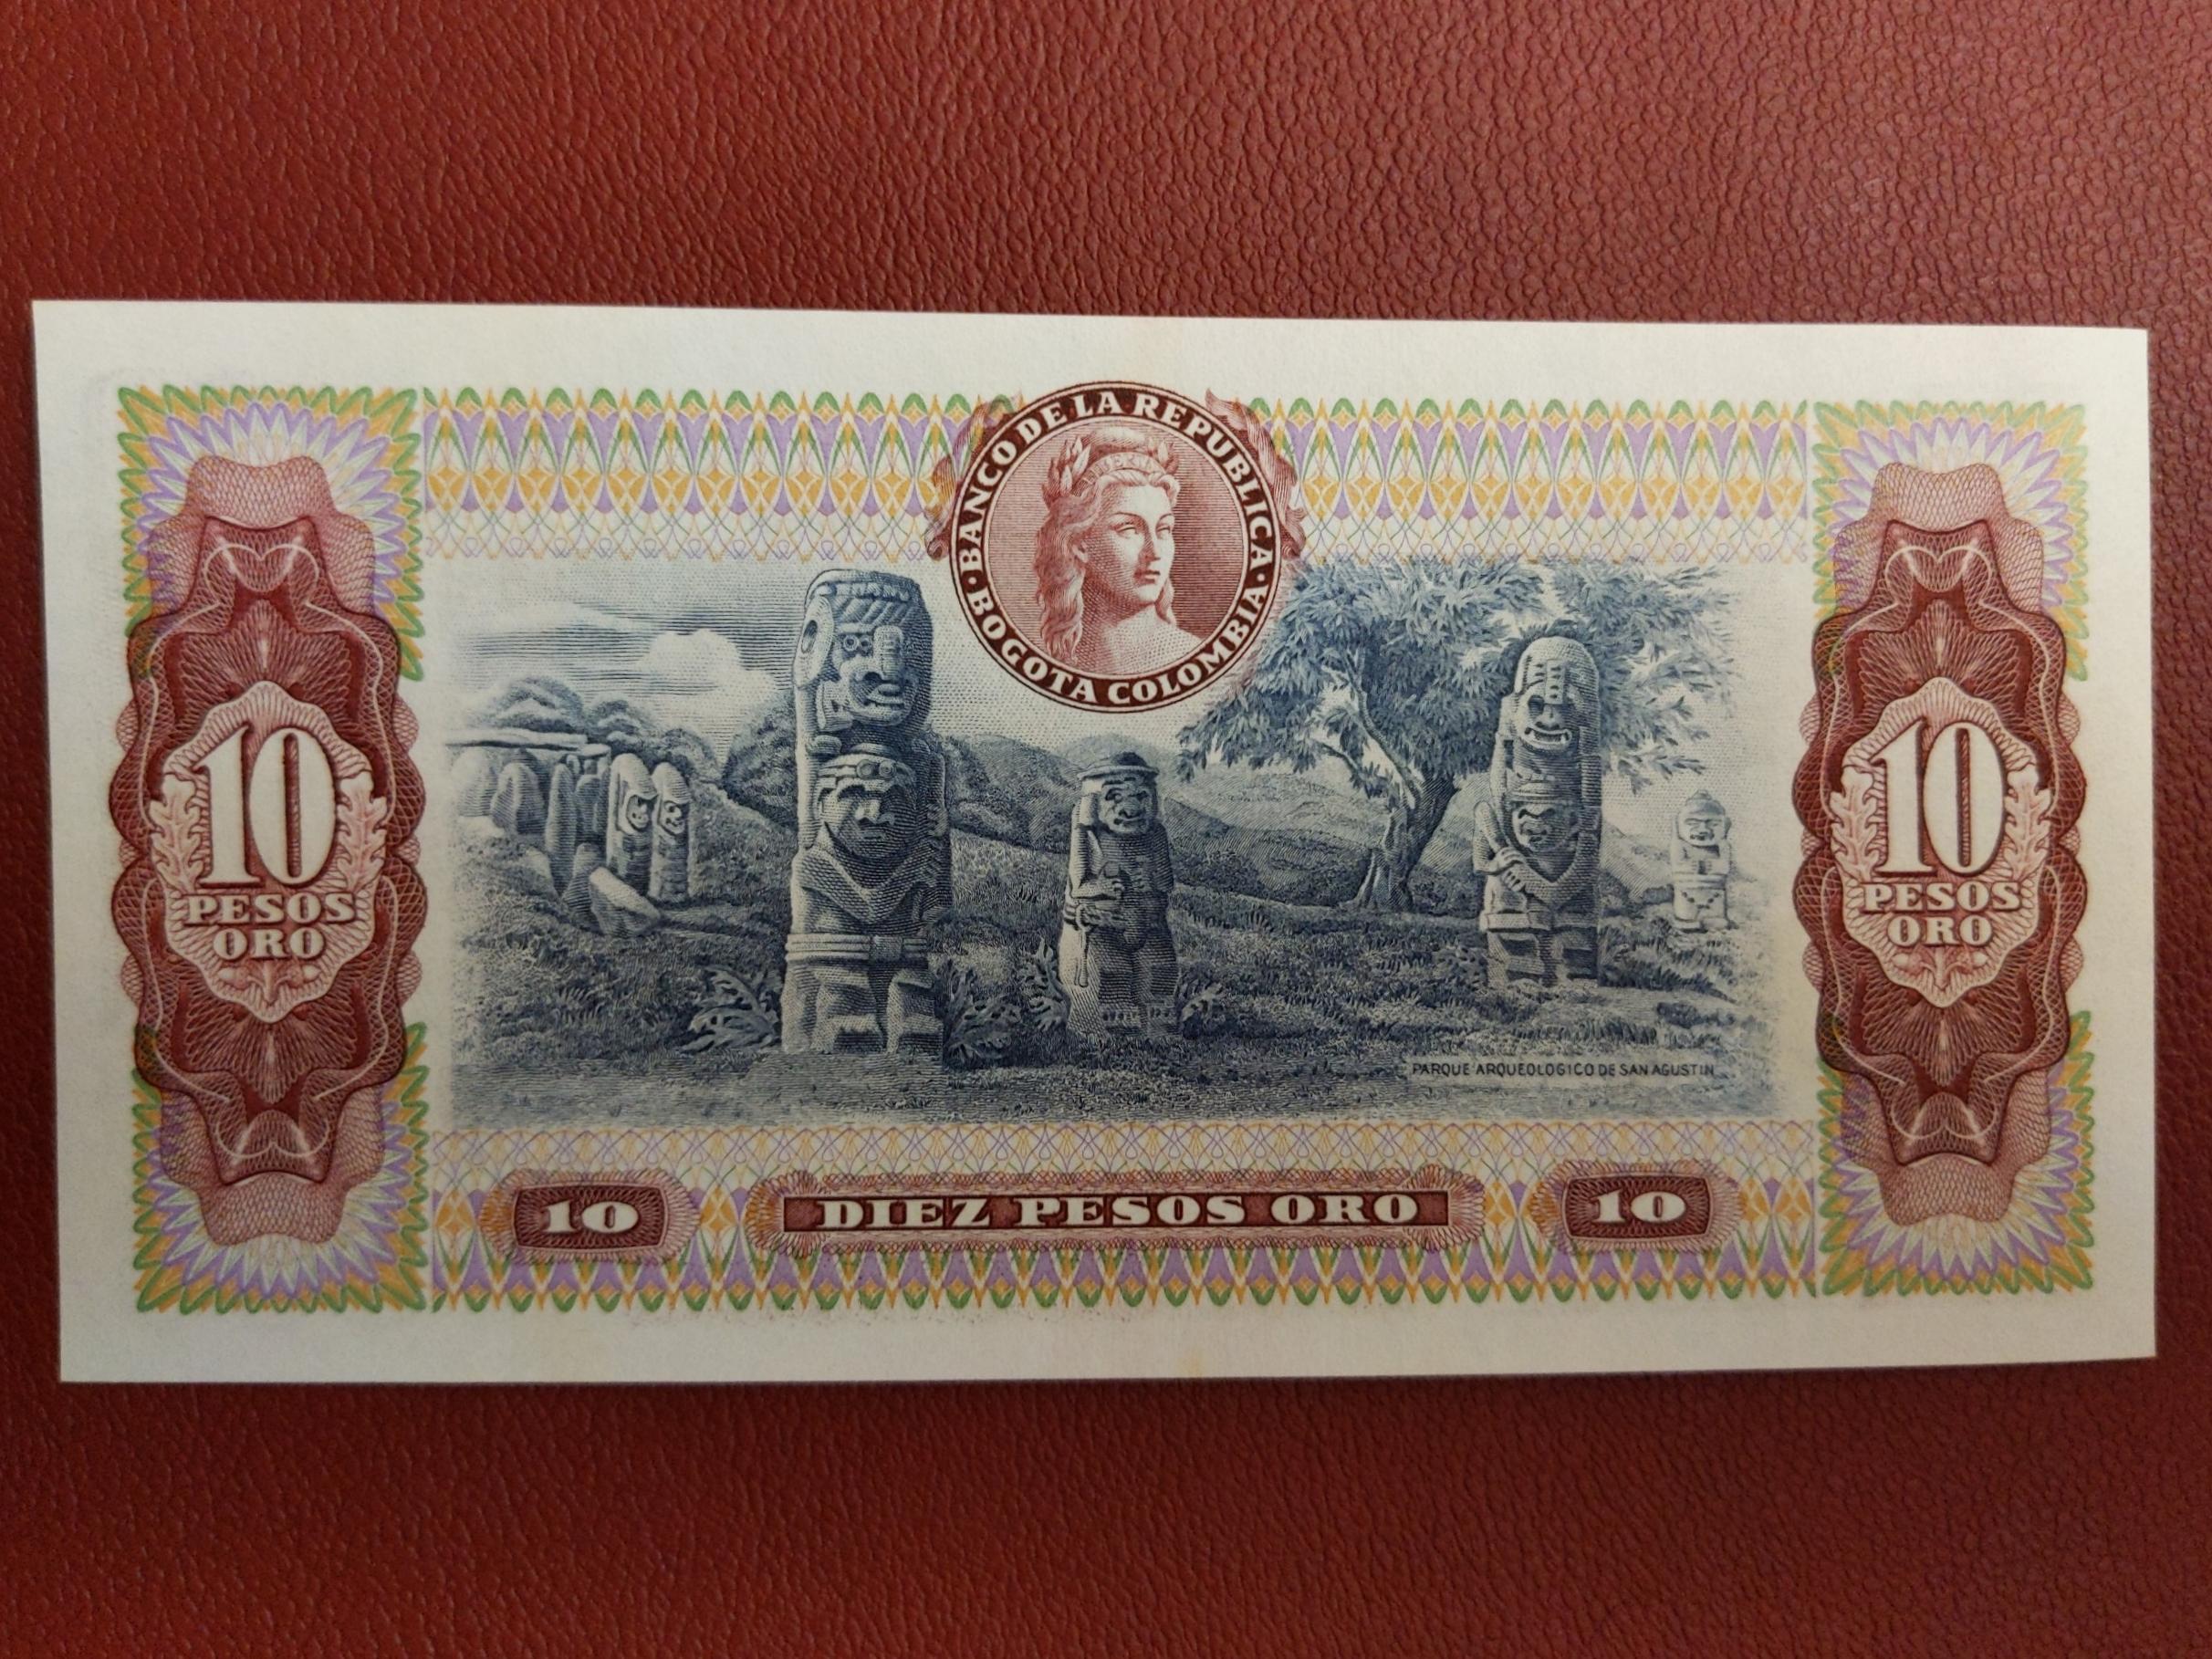 BANCO DE LA REPUBLICA
· BOGOTA COLOMBIA ·
10
PESOS
ORO
10
PESOS
ORO
PARQUE ARQUEOLOGICO DE SAN AGUSTIN
10
DIEZ PESOS ORO
10